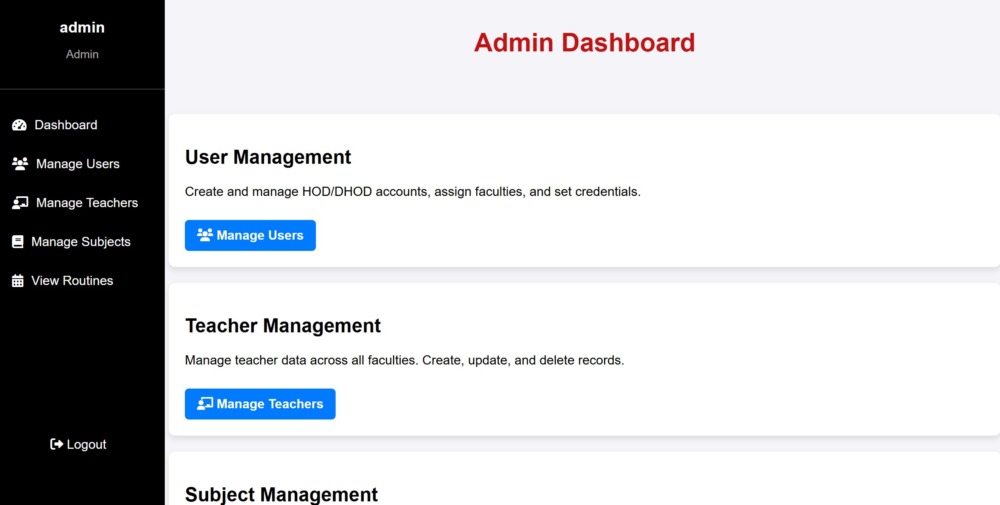 admin
Admin
Dashboard
Manage Users
Manage Teachers
Manage Subjects
View Routines
Logout
Admin Dashboard
User Management
Create and manage HOD/DHOD accounts, assign faculties, and set credentials.
Manage Users
Teacher Management
Manage teacher data across all faculties. Create, update, and delete records.
Manage Teachers
Subject Management